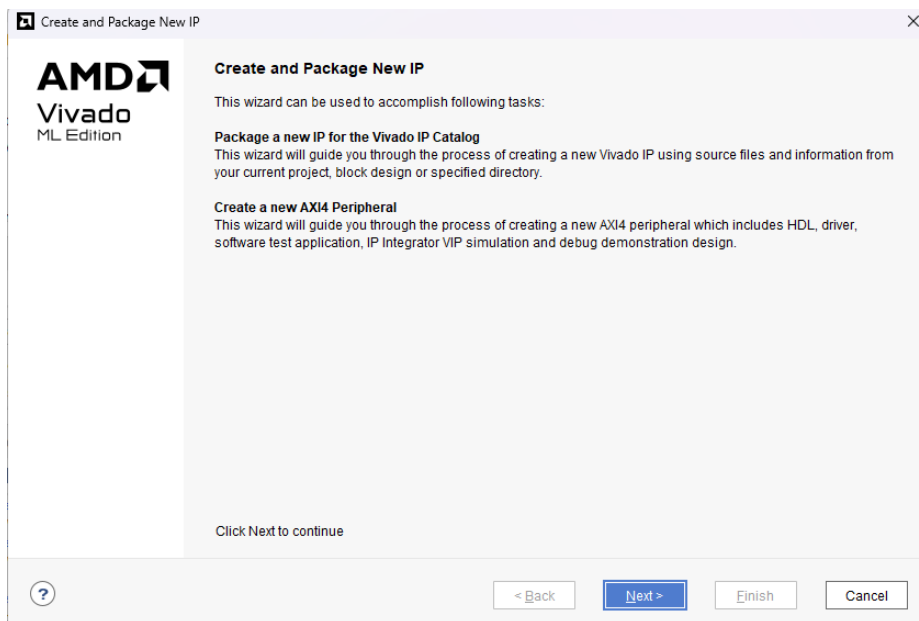 Create and Package New IP
AMD
Vivado
ML Edition
Create and Package New IP
This wizard can be used to accomplish following tasks:
Package a new IP for the Vivado IP Catalog
This wizard will guide you through the process of creating a new Vivado IP using source files and information from
your current project, block design or specified directory.
Create a new AXI4 Peripheral
This wizard will guide you through the process of creating a new AXI4 peripheral which includes HDL, driver,
software test application, IP Integrator VIP simulation and debug demonstration design.
Click Next to continue
?
< Back
Next >
Finish
Cancel